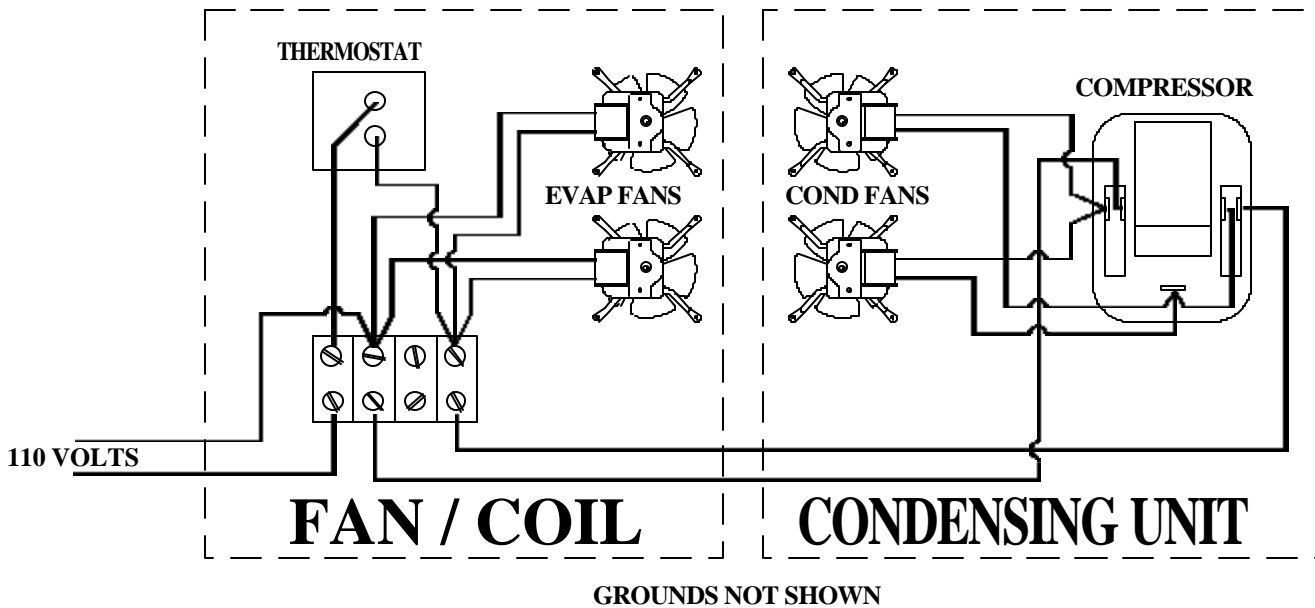 THERMOSTAT
COMPRESSOR
EVAP FANS
COND FANS
110 VOLTS
FAN / COIL
CONDENSING UNIT
GROUNDS NOT SHOWN